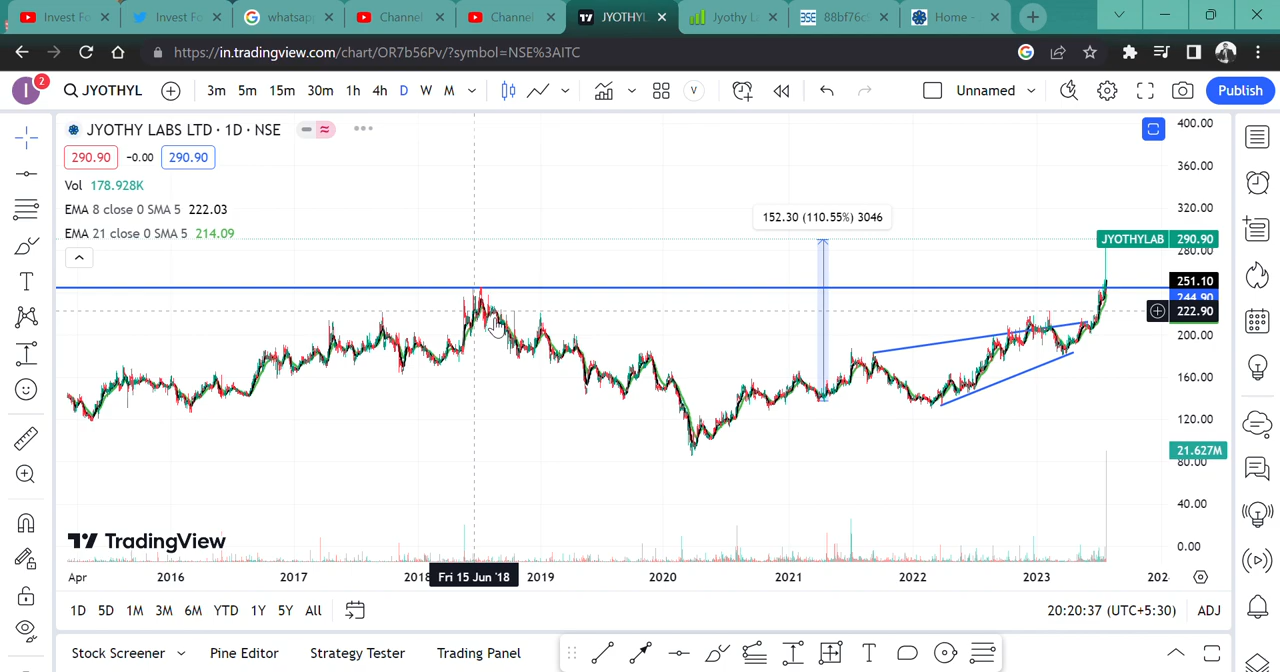 Invest Fo
Invest Fo
whatsap
Channel
Channel
JYOTHYL
Jyothy L
88bf76c
Home -
https://in.tradingview.com/chart/OR7b56Pv/?symbol=NSE%3AITC
I
2
JYOTHYL
3m 5m 15m 30m 1h 4h D W M
V
Unnamed
Publish
JYOTHY LABS LTD · 1D · NSE
290.90 −0.00 290.90
Vol 178.928K
EMA 8 close 0 SMA 5 222.03
EMA 21 close 0 SMA 5 214.09
152.30 (110.55%) 3046
400.00
360.00
320.00
JYOTHYLAB 290.90
280.00
251.10
244.90
222.90
200.00
160.00
120.00
21.627M
80.00
40.00
0.00
TradingView
Apr 2016 2017 2018 Fri 15 Jun '18 2019 2020 2021 2022 2023 202
1D 5D 1M 3M 6M YTD 1Y 5Y All
20:20:37 (UTC+5:30) ADJ
Stock Screener Pine Editor Strategy Tester Trading Panel
T